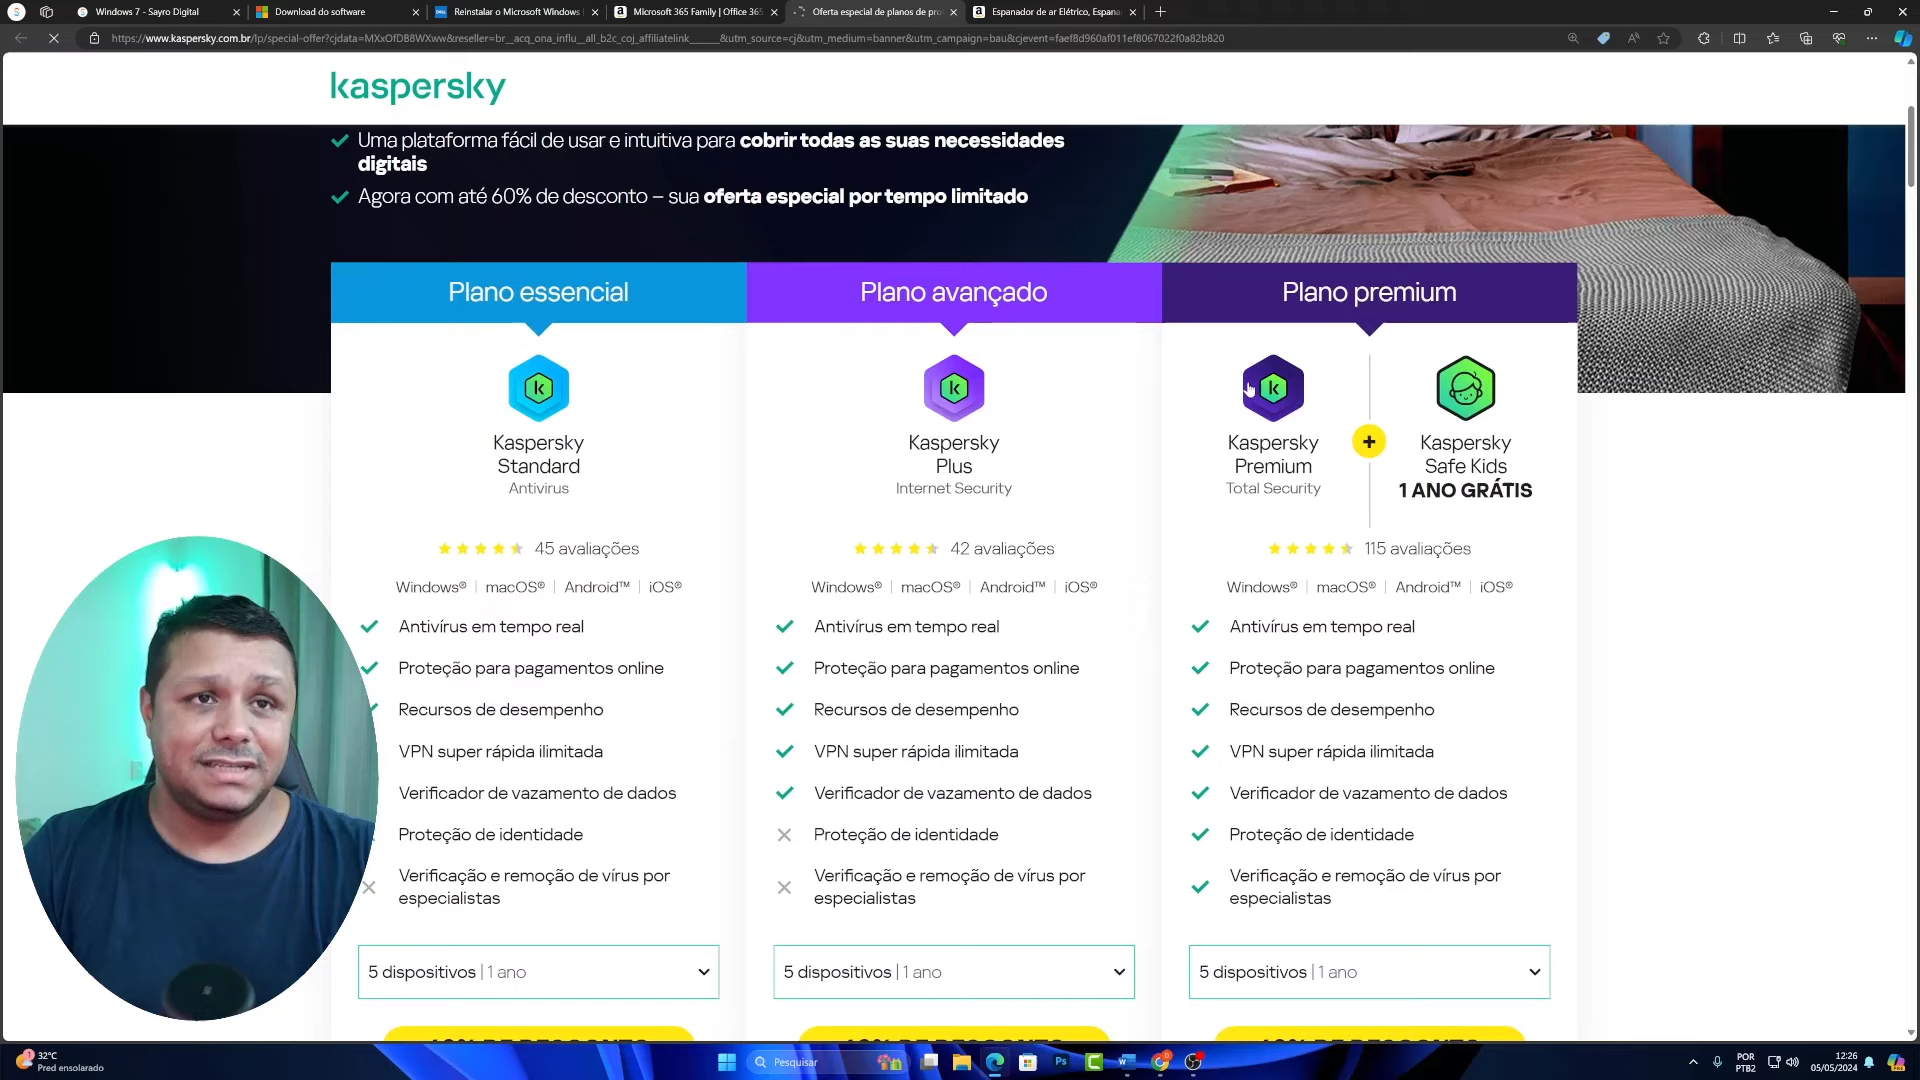 Windows 7 - Sayro Digital
Download do software
Reinstalar o Microsoft Windows
Microsoft 365 Family | Office 365
Oferta especial de planos de pro
Espanador de ar Elétrico, Espana
https://www.kaspersky.com.br/lp/special-offer?cjdata=MXxOfDB8WXww&reseller=br__acq_ona_influ__all_b2c_coj_affiliatelink______&utm_source=cj&utm_medium=banner&utm_campaign=bau&cjevent=faef8d960af011ef8067022f0a82b820
kaspersky
Uma plataforma fácil de usar e intuitiva para cobrir todas as suas necessidades
digitais
Agora com até 60% de desconto – sua oferta especial por tempo limitado
Plano essencial
Plano avançado
Plano premium
Kaspersky
Standard
Antivirus
Kaspersky
Plus
Internet Security
Kaspersky
Premium
Total Security
+
Kaspersky
Safe Kids
1 ANO GRÁTIS
45 avaliações
42 avaliações
115 avaliações
Windows® | macOS® | Android™ | iOS®
Windows® | macOS® | Android™ | iOS®
Windows® | macOS® | Android™ | iOS®
Antivírus em tempo real
Proteção para pagamentos online
Recursos de desempenho
VPN super rápida ilimitada
Verificador de vazamento de dados
Proteção de identidade
Verificação e remoção de vírus por
especialistas
Antivírus em tempo real
Proteção para pagamentos online
Recursos de desempenho
VPN super rápida ilimitada
Verificador de vazamento de dados
Proteção de identidade
Verificação e remoção de vírus por
especialistas
Antivírus em tempo real
Proteção para pagamentos online
Recursos de desempenho
VPN super rápida ilimitada
Verificador de vazamento de dados
Proteção de identidade
Verificação e remoção de vírus por
especialistas
5 dispositivos | 1 ano
5 dispositivos | 1 ano
5 dispositivos | 1 ano
DE DESCONTO
DE DESCONTO
DE DESCONTO
32°C
Pred ensolarado
Pesquisar
POR
PTB2
12:26
05/05/2024